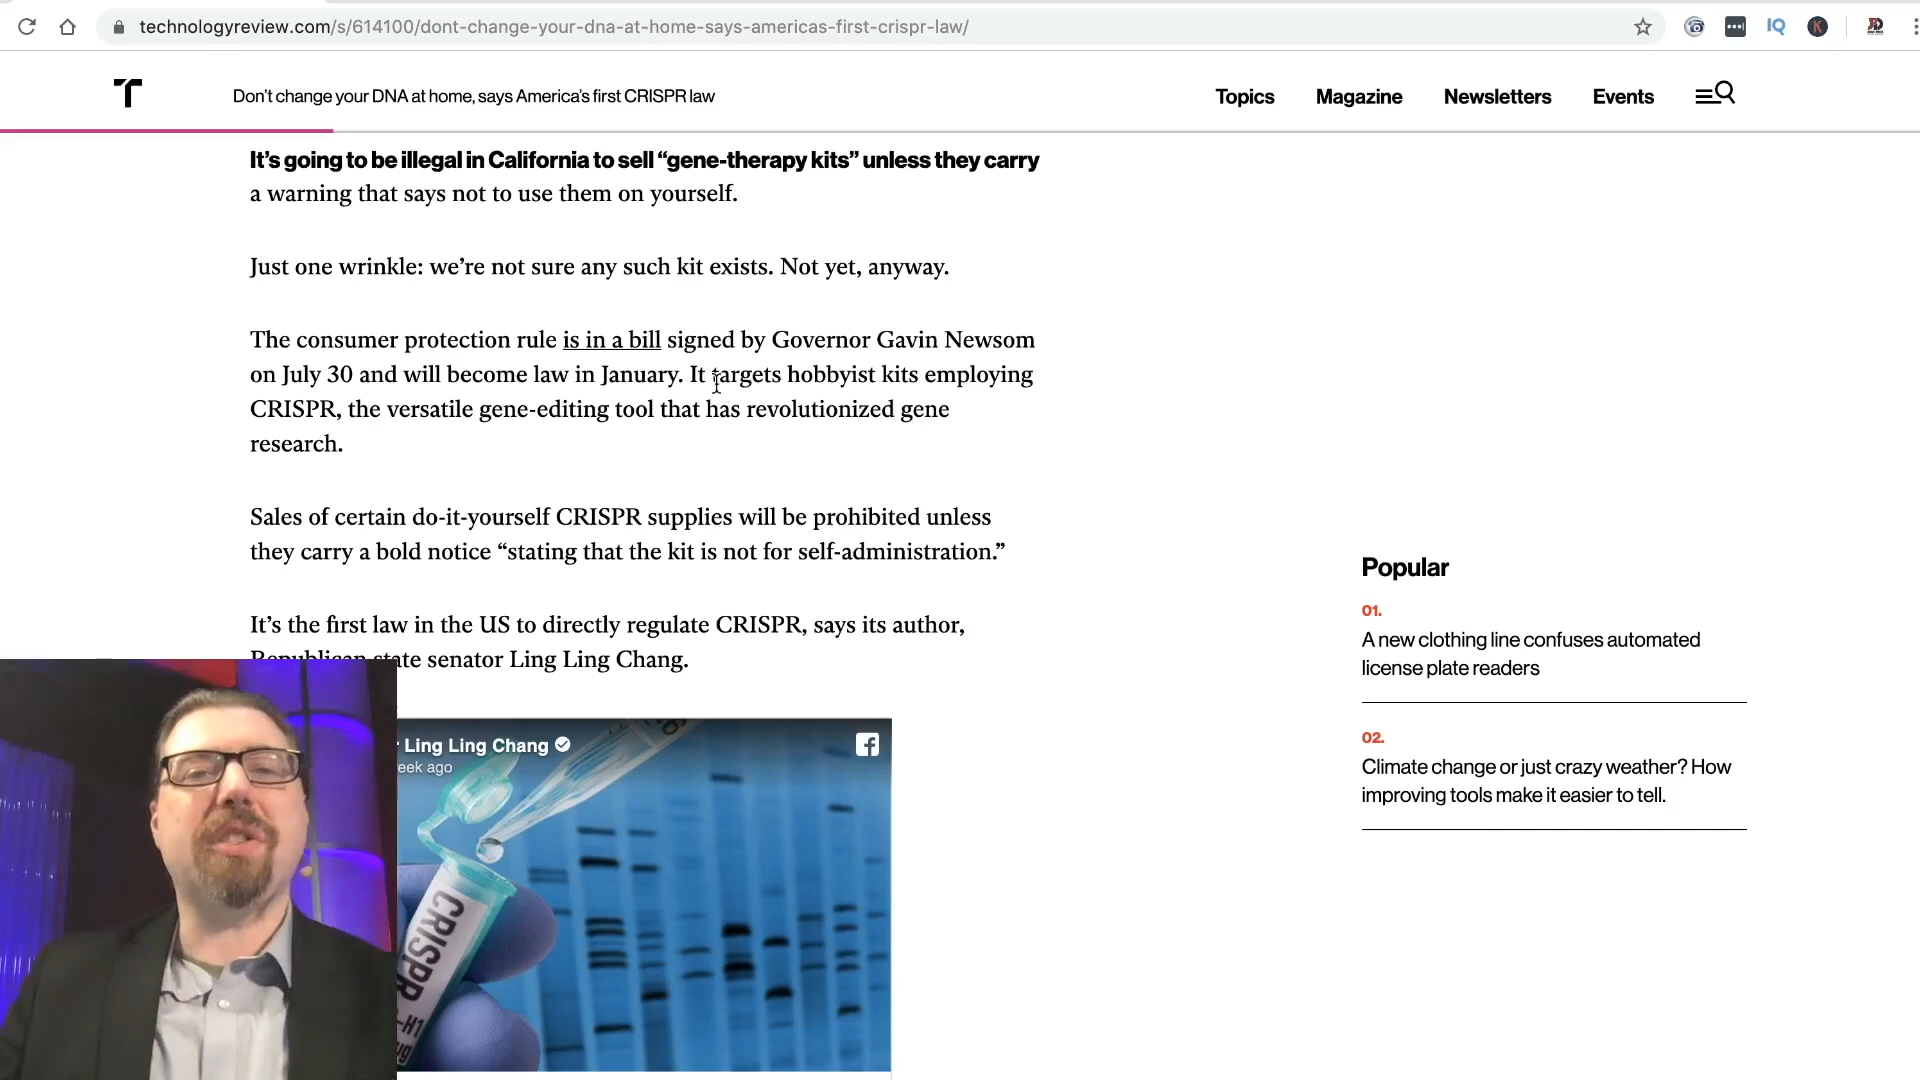 technologyreview.com/s/614100/dont-change-your-dna-at-home-says-americas-first-crispr-law/
IQ
K
Don't change your DNA at home, says America's first CRISPR law
Topics
Magazine
Newsletters
Events
It's going to be illegal in California to sell “gene-therapy kits” unless they carry
a warning that says not to use them on yourself.
Just one wrinkle: we're not sure any such kit exists. Not yet, anyway.
The consumer protection rule is in a bill signed by Governor Gavin Newsom
on July 30 and will become law in January. It targets hobbyist kits employing
CRISPR, the versatile gene-editing tool that has revolutionized gene
research.
Sales of certain do-it-yourself CRISPR supplies will be prohibited unless
they carry a bold notice “stating that the kit is not for self-administration.”
It's the first law in the US to directly regulate CRISPR, says its author,
Republican state senator Ling Ling Chang.
r Ling Ling Chang
eek ago
CRISPR
-H1
ug
Popular
01.
A new clothing line confuses automated
license plate readers
02.
Climate change or just crazy weather? How
improving tools make it easier to tell.